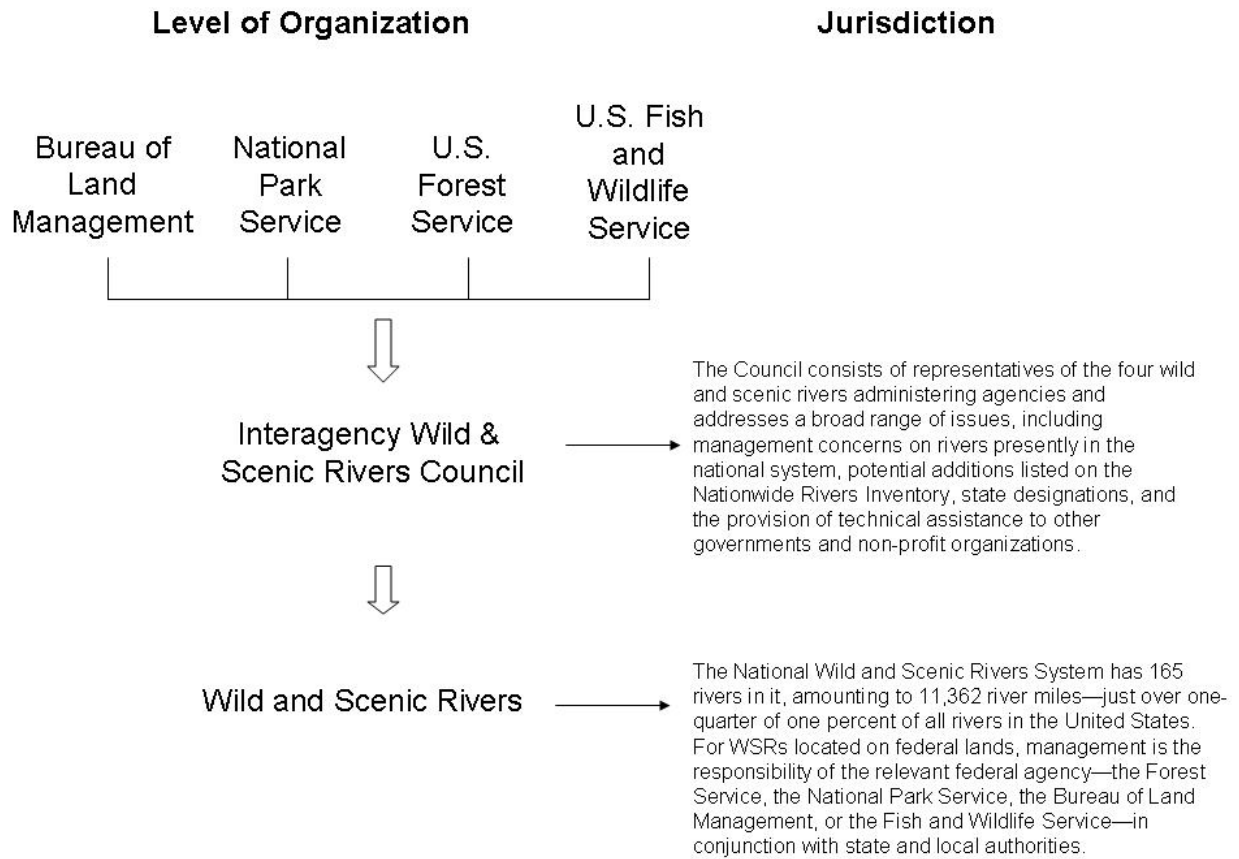 Level of Organization
Jurisdiction
Bureau of
Land
Management
National
Park
Service
U.S.
Forest
Service
U.S. Fish
and
Wildlife
Service
Interagency Wild &
Scenic Rivers Council
The Council consists of representatives of the four wild
and scenic rivers administering agencies and
addresses a broad range of issues, including
management concerns on rivers presently in the
national system, potential additions listed on the
Nationwide Rivers Inventory, state designations, and
the provision of technical assistance to other
governments and non-profit organizations.
Wild and Scenic Rivers
The National Wild and Scenic Rivers System has 165
rivers in it, amounting to 11,362 river miles—just over one-
quarter of one percent of all rivers in the United States.
For WSRs located on federal lands, management is the
responsibility of the relevant federal agency—the Forest
Service, the National Park Service, the Bureau of Land
Management, or the Fish and Wildlife Service—in
conjunction with state and local authorities.